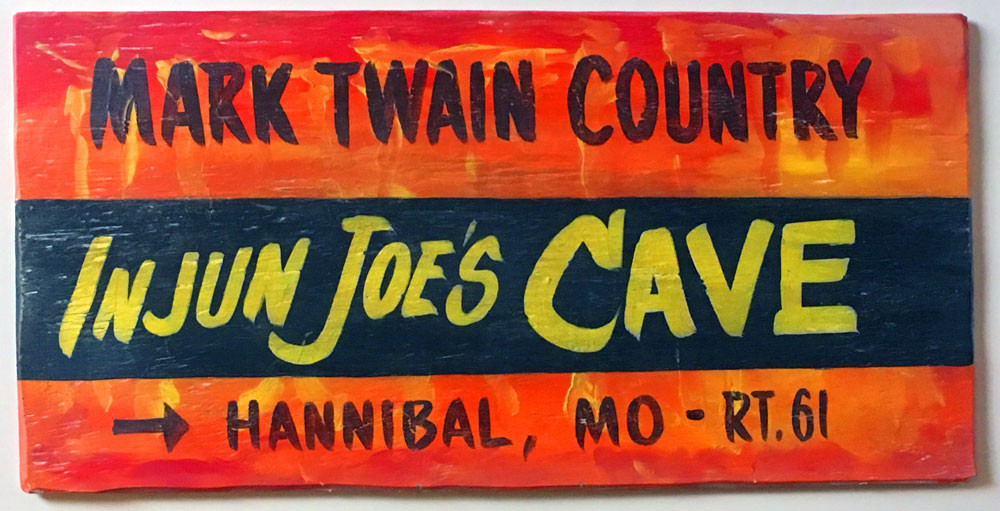 MARK TWAIN COUNTRY
INJUN JOE'S CAVE
→ HANNIBAL, MO - RT. 61